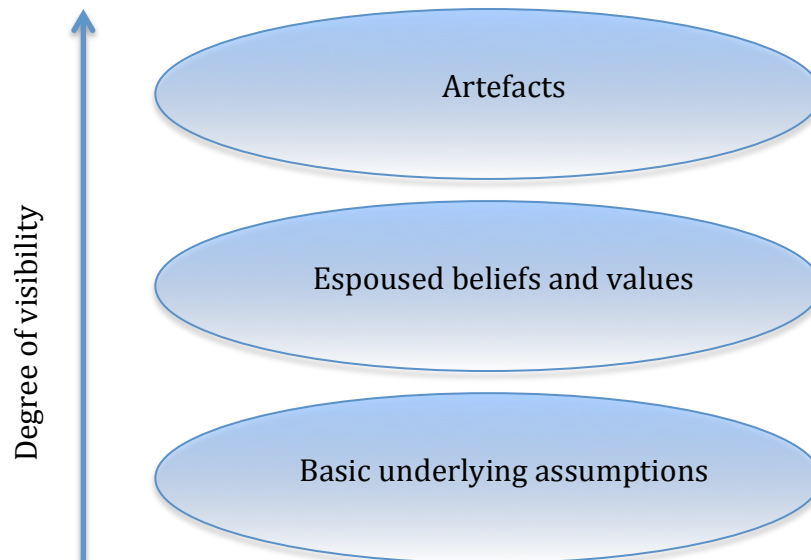 Artefacts
Espoused beliefs and values
Basic underlying assumptions
Degree of visibility